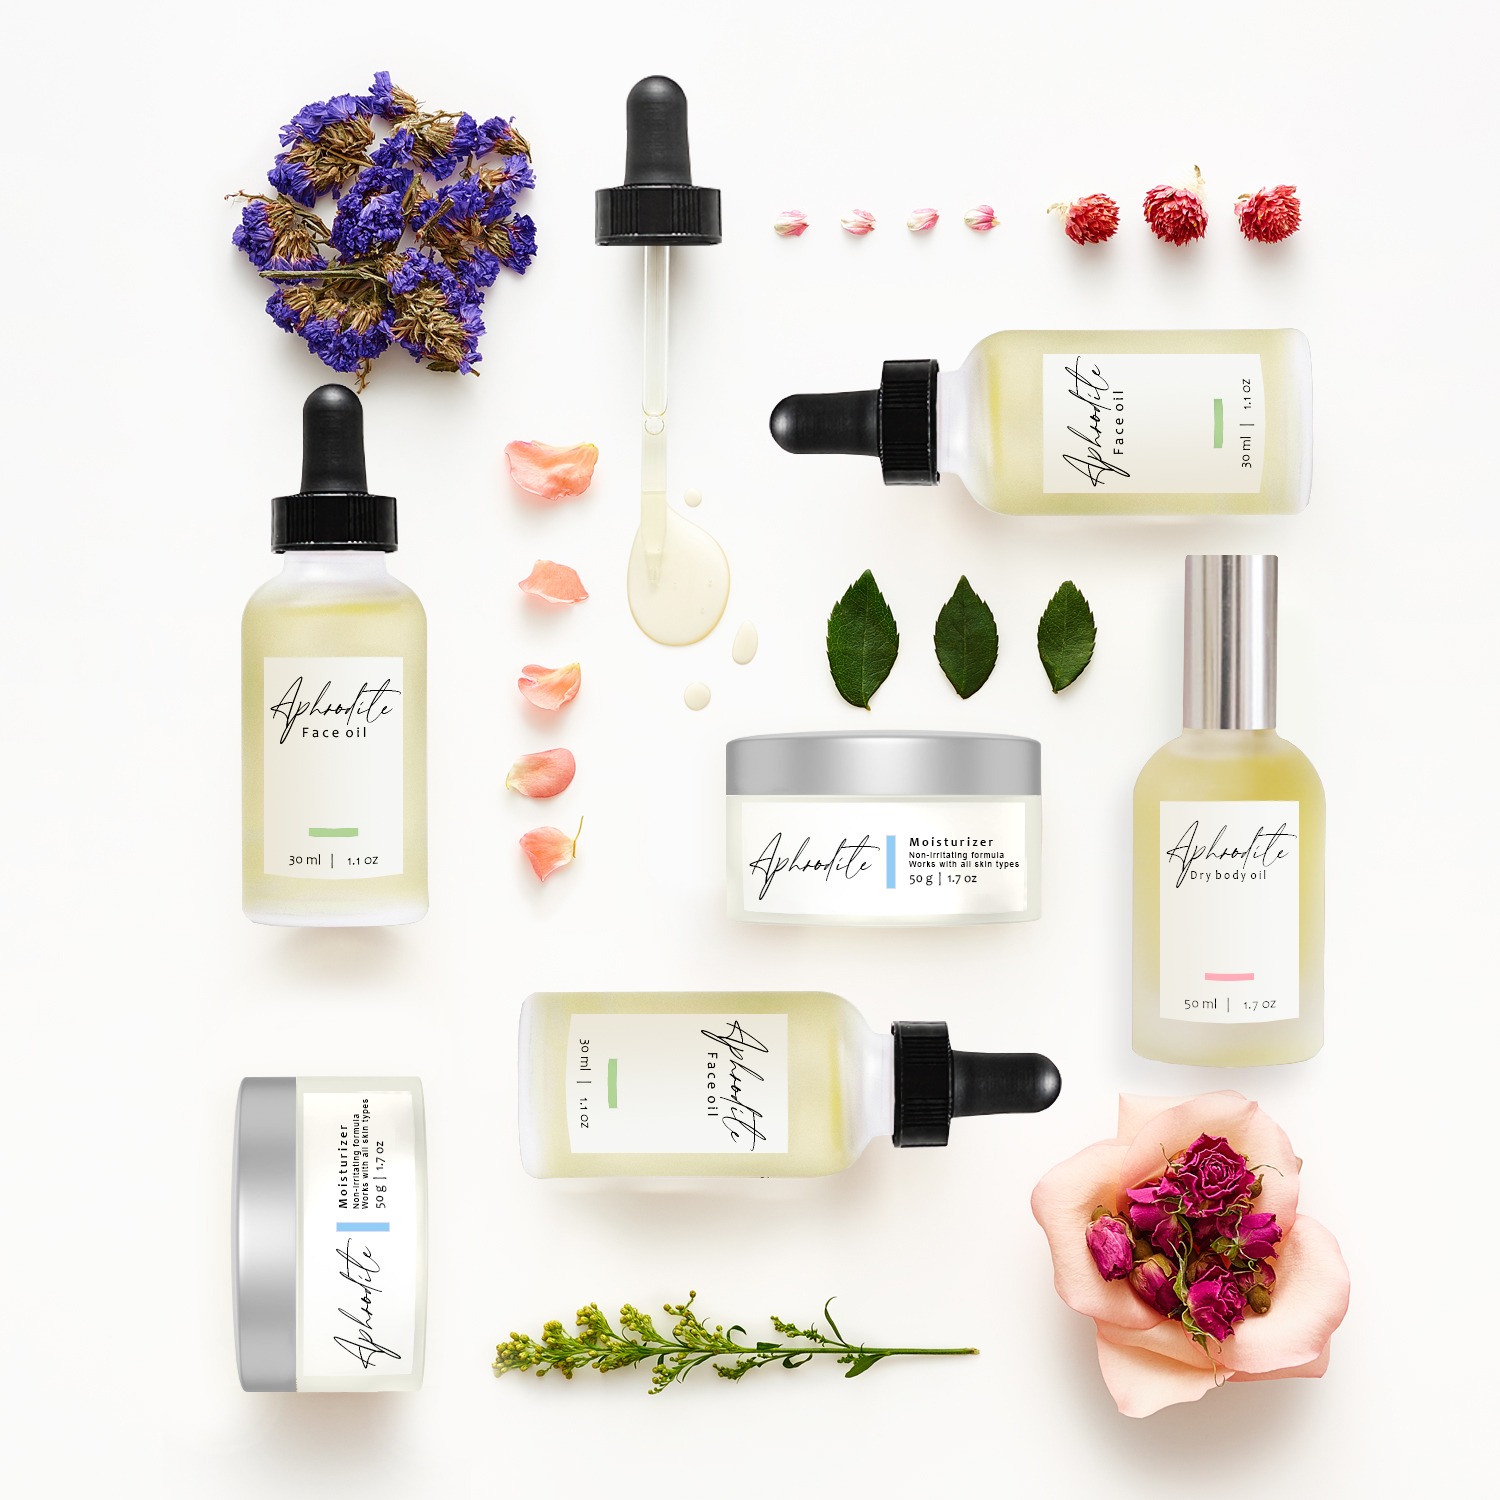 Aphrodite
Face oil
30 ml | 1.1 oz
Aphrodite
Face oil
30 ml | 1.1 oz
Aphrodite
Moisturizer
Non-irritating formula
Works with all skin types
50 g | 1.7 oz
Aphrodite
Dry body oil
50 ml | 1.7 oz
Aphrodite
Face oil
30 ml | 1.1 oz
Aphrodite
Moisturizer
Non-irritating formula
Works with all skin types
50 g | 1.7 oz